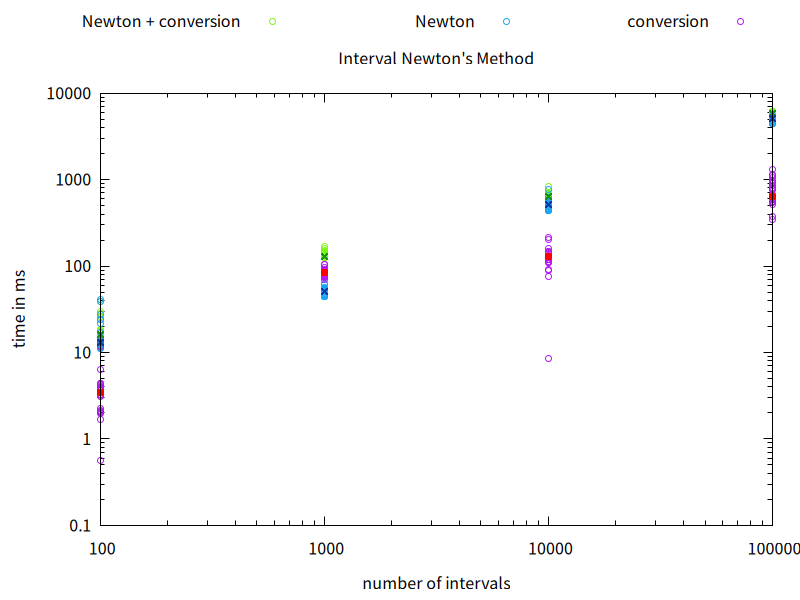 Newton + conversion Newton conversion
Interval Newton's Method
10000
1000
100
10
1
0.1
time in ms
100 1000 10000 100000
number of intervals